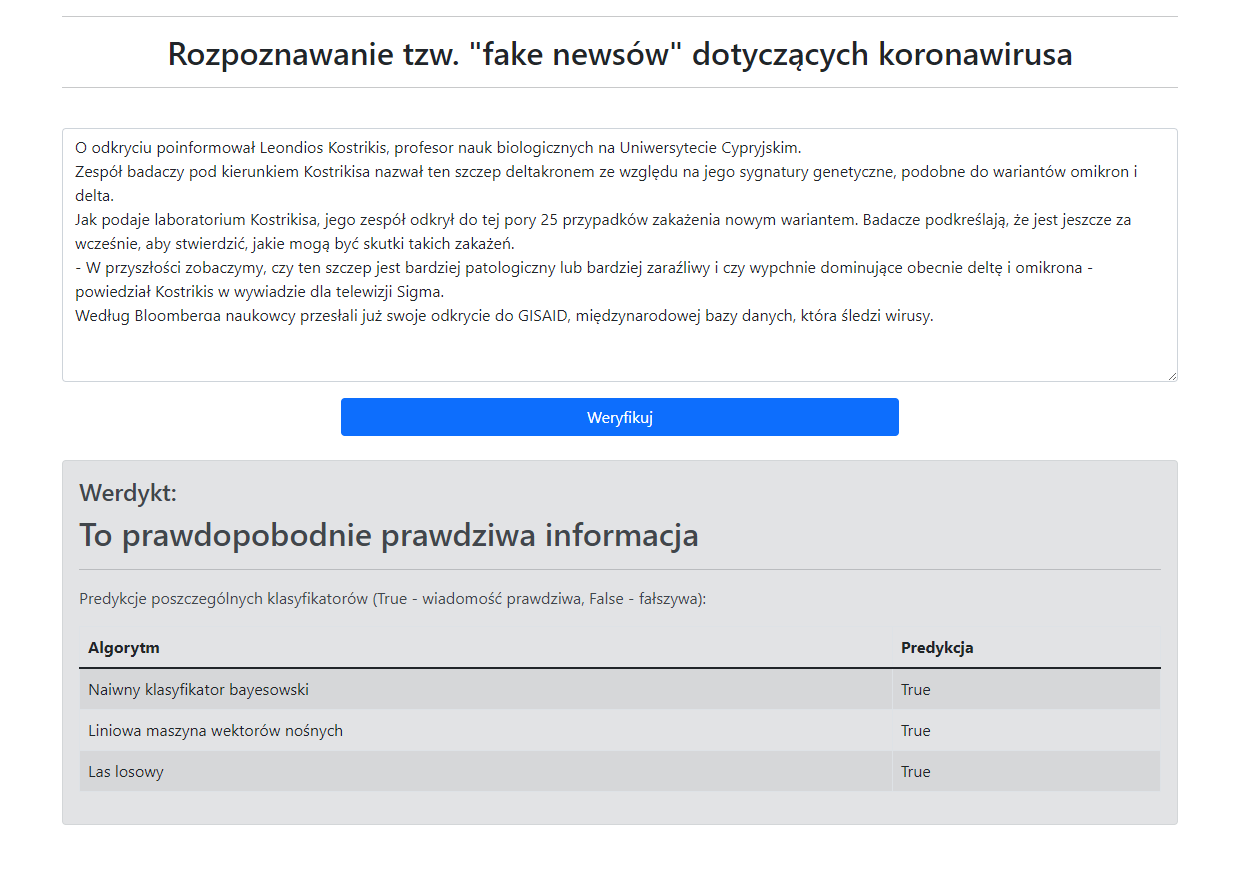 Rozpoznawanie tzw. "fake newsów" dotyczących koronawirusa
O odkryciu poinformował Leondios Kostrikis, profesor nauk biologicznych na Uniwersytecie Cypryjskim.
Zespół badaczy pod kierunkiem Kostrikisa nazwał ten szczep deltakronem ze względu na jego sygnatury genetyczne, podobne do wariantów omikron i
delta.
Jak podaje laboratorium Kostrikisa, jego zespół odkrył do tej pory 25 przypadków zakażenia nowym wariantem. Badacze podkreślają, że jest jeszcze za
wcześnie, aby stwierdzić, jakie mogą być skutki takich zakażeń.
- W przyszłości zobaczymy, czy ten szczep jest bardziej patologiczny lub bardziej zaraźliwy i czy wypchnie dominujące obecnie deltę i omikrona -
powiedział Kostrikis w wywiadzie dla telewizji Sigma.
Według Bloomberga naukowcy przesłali już swoje odkrycie do GISAID, międzynarodowej bazy danych, która śledzi wirusy.
Weryfikuj
Werdykt:
To prawdopobodnie prawdziwa informacja
Predykcje poszczególnych klasyfikatorów (True - wiadomość prawdziwa, False - fałszywa):
Algorytm Predykcja
Naiwny klasyfikator bayesowski True
Liniowa maszyna wektorów nośnych True
Las losowy True